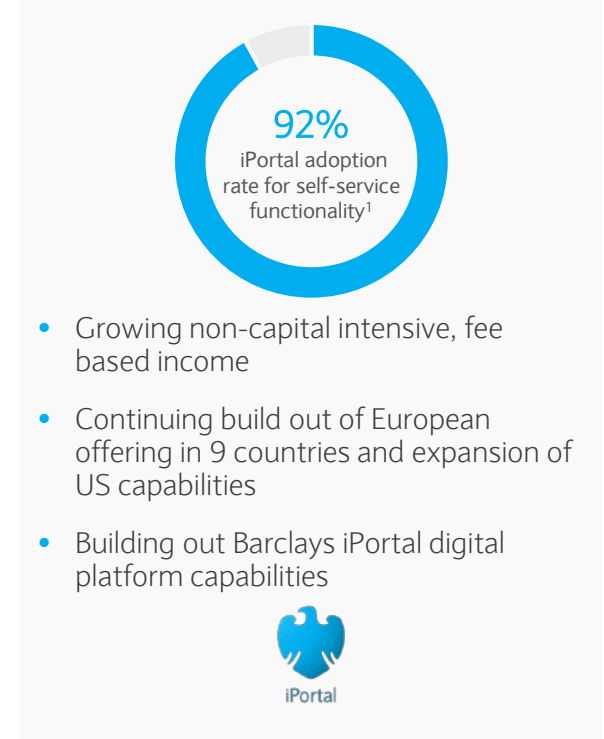 92%
iPortal adoption
rate for self-service
functionality¹
• Growing non-capital intensive, fee
based income
• Continuing build out of European
offering in 9 countries and expansion of
US capabilities
• Building out Barclays iPortal digital
platform capabilities
iPortal